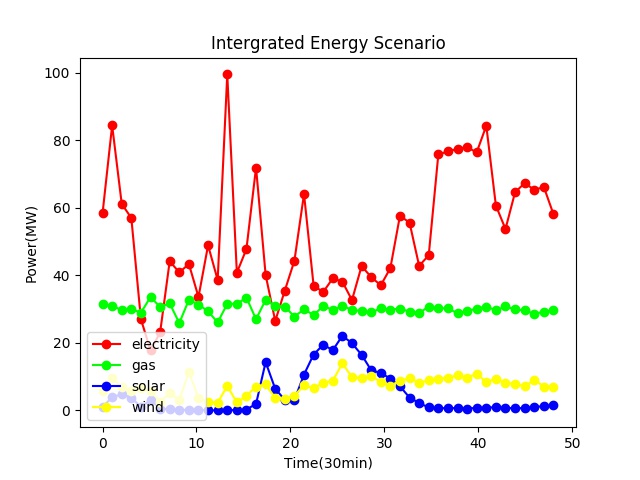 Intergrated Energy Scenario
100
80
60
40
20
0
Power(MW)
electricity
gas
solar
wind
0 10 20 30 40 50
Time(30min)